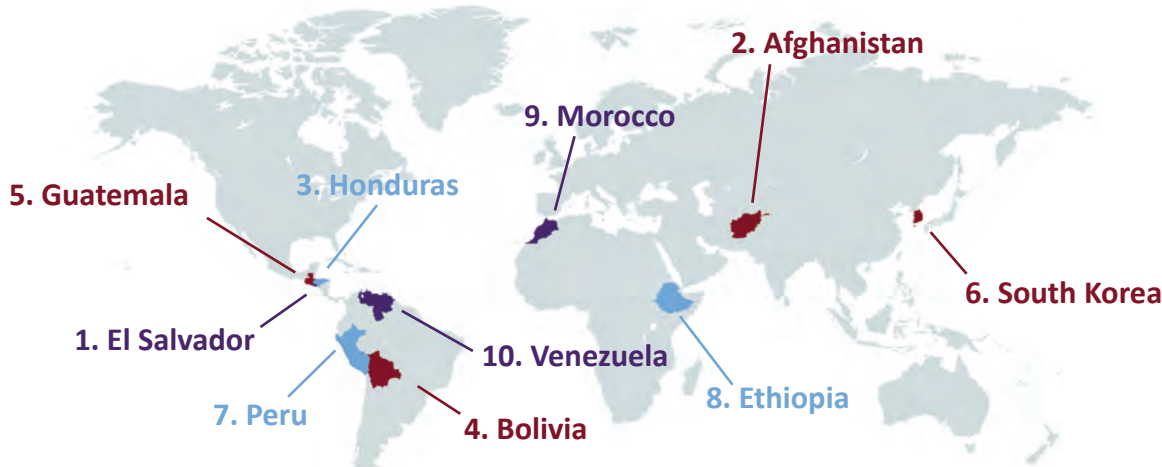 2. Afghanistan
9. Morocco
3. Honduras
5. Guatemala
6. South Korea
1. El Salvador
10. Venezuela
8. Ethiopia
7. Peru
4. Bolivia